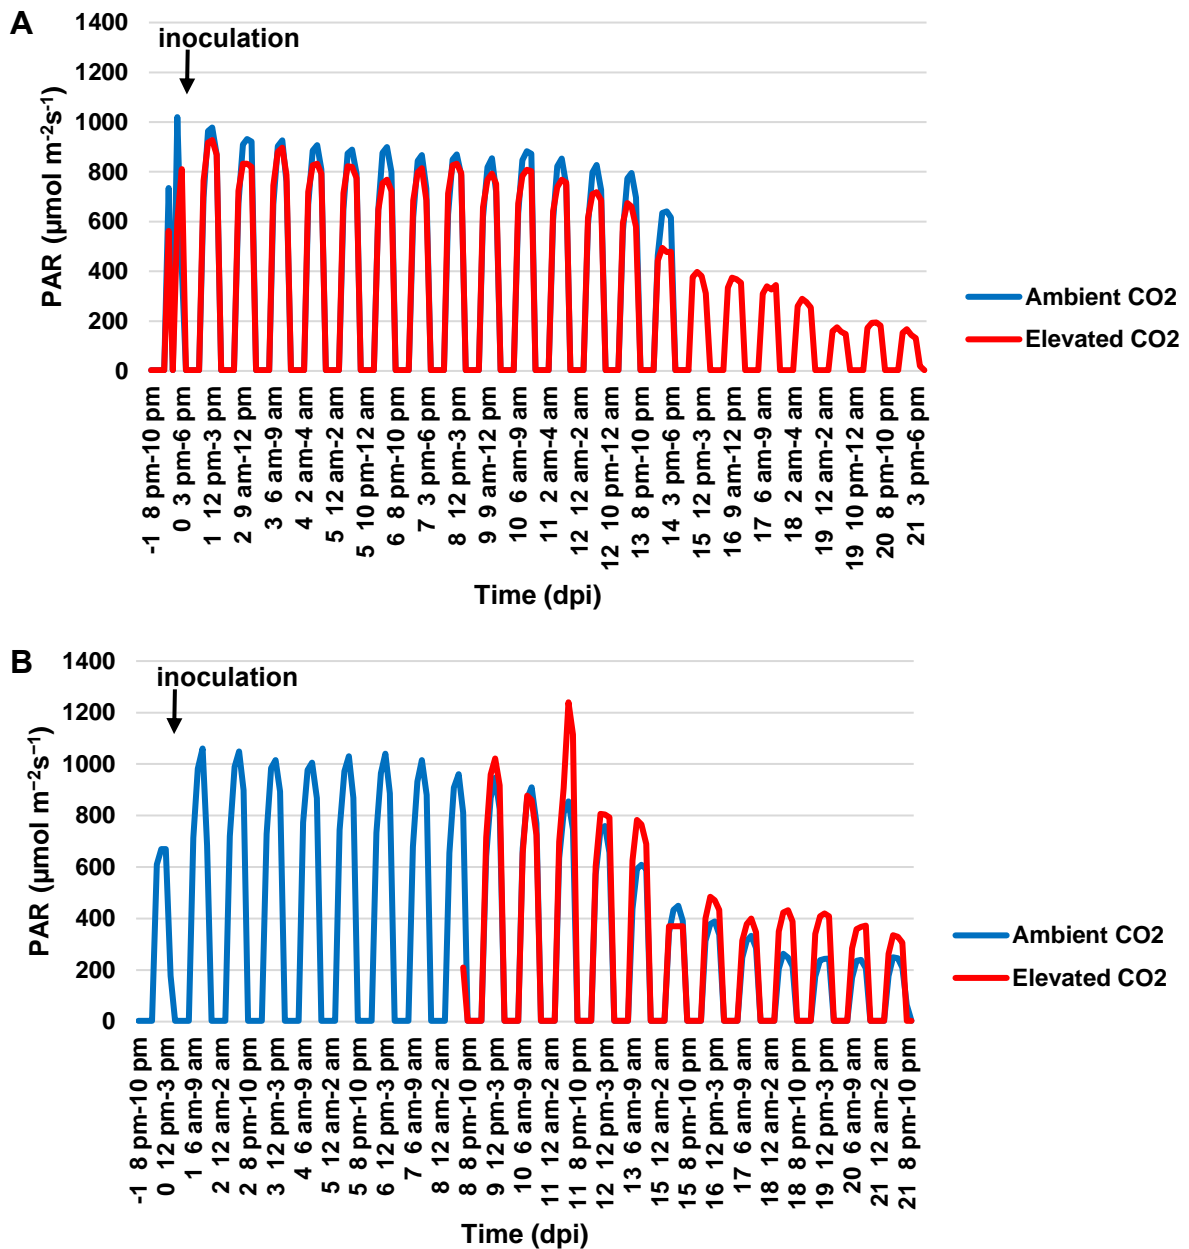 A
inoculation
1400
1200
1000
800
600
400
200
0
PAR (µmol m⁻²s⁻¹)
-1 8 pm-10 pm
0 3 pm-6 pm
1 12 pm-3 pm
2 9 am-12 pm
3 6 am-9 am
4 2 am-4 am
5 12 am-2 am
5 10 pm-12 am
6 8 pm-10 pm
7 3 pm-6 pm
8 12 pm-3 pm
9 9 am-12 pm
10 6 am-9 am
11 2 am-4 am
12 12 am-2 am
12 10 pm-12 am
13 8 pm-10 pm
14 3 pm-6 pm
15 12 pm-3 pm
16 9 am-12 pm
17 6 am-9 am
18 2 am-4 am
19 12 am-2 am
19 10 pm-12 am
20 8 pm-10 pm
21 3 pm-6 pm
Time (dpi)
Ambient CO2
Elevated CO2
B
inoculation
1400
1200
1000
800
600
400
200
0
PAR (µmol m⁻²s⁻¹)
-1 8 pm-10 pm
0 12 pm-3 pm
1 6 am-9 am
2 12 am-2 am
2 8 pm-10 pm
3 12 pm-3 pm
4 6 am-9 am
5 12 am-2 am
5 8 pm-10 pm
6 12 pm-3 pm
7 6 am-9 am
8 12 am-2 am
8 8 pm-10 pm
9 12 pm-3 pm
10 6 am-9 am
11 12 am-2 am
11 8 pm-10 pm
12 12 pm-3 pm
13 6 am-9 am
15 12 am-2 am
15 8 pm-10 pm
16 12 pm-3 pm
17 6 am-9 am
18 12 am-2 am
18 8 pm-10 pm
19 12 pm-3 pm
20 6 am-9 am
21 12 am-2 am
21 8 pm-10 pm
Time (dpi)
Ambient CO2
Elevated CO2